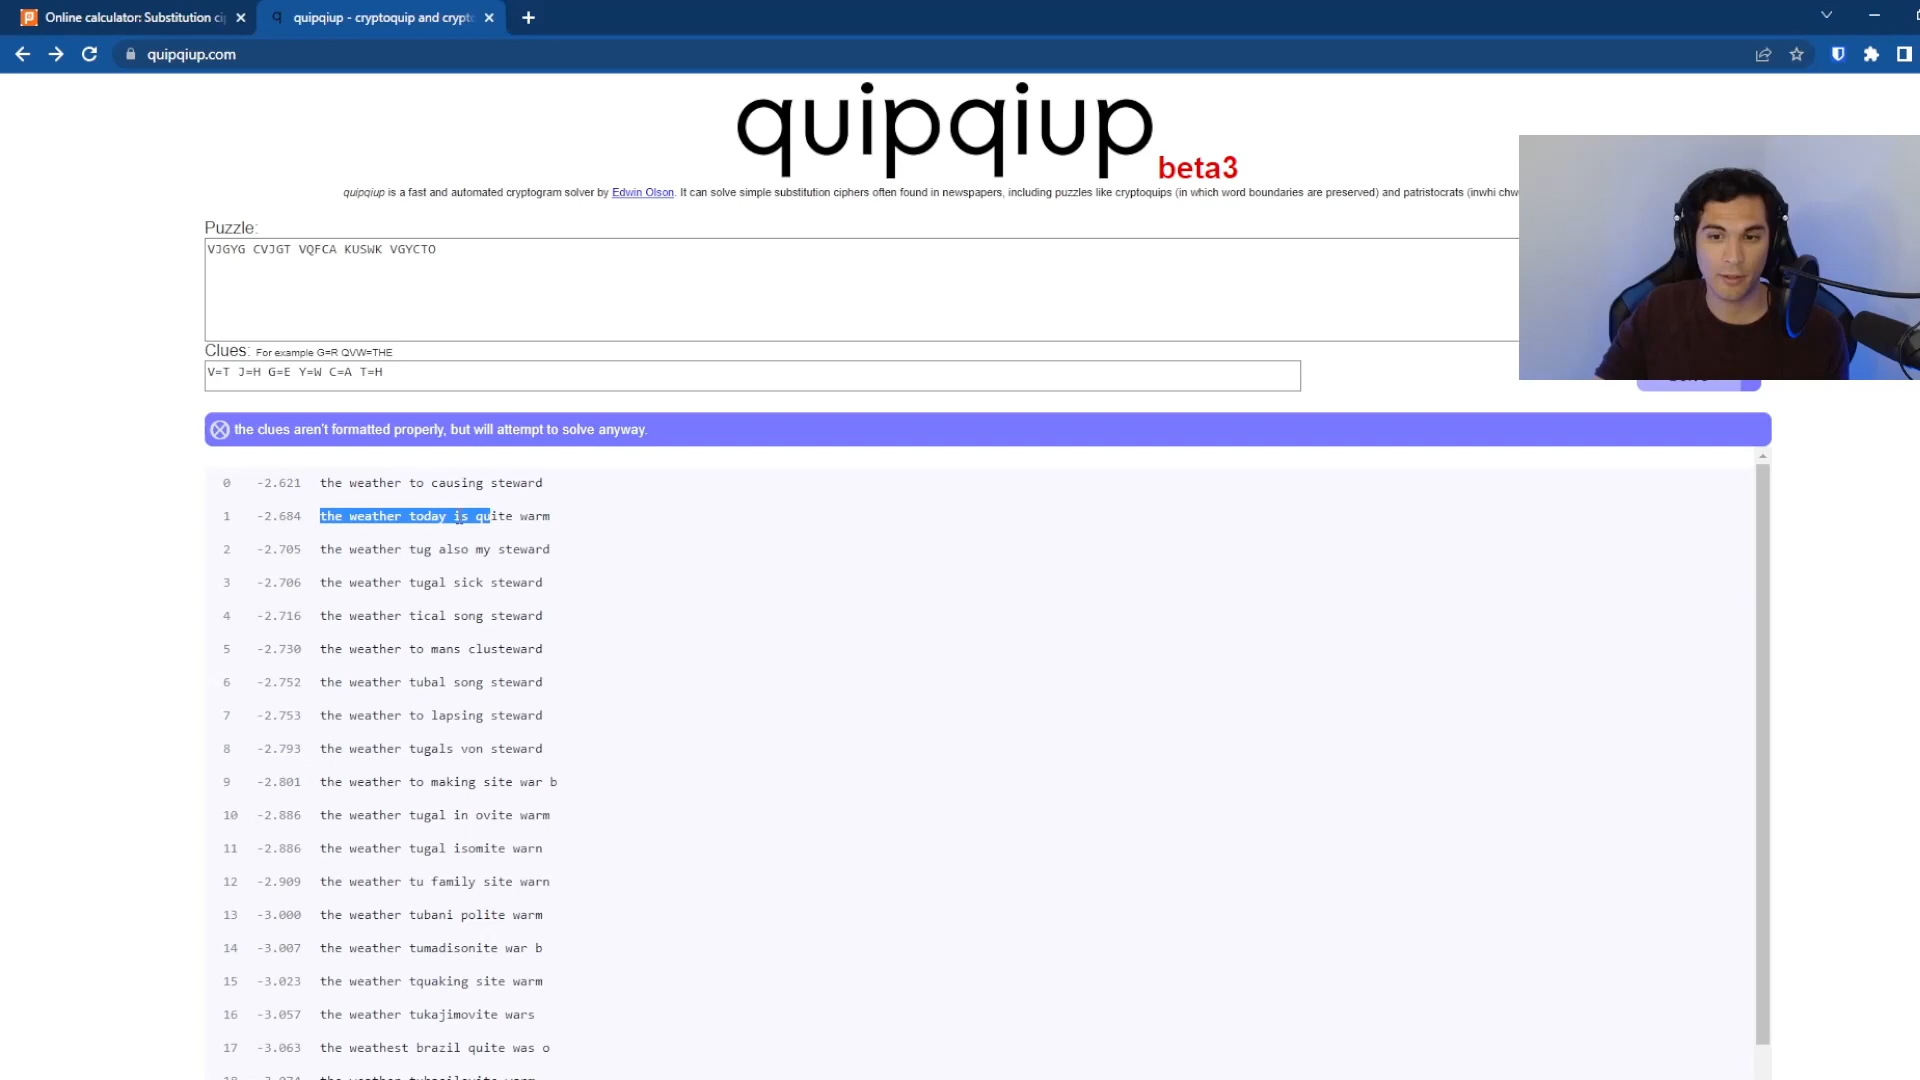 Online calculator: Substitution ci
quipqiup - cryptoquip and crypto
quipqiup.com
quipqiup
beta3
quipqiup is a fast and automated cryptogram solver by Edwin Olson. It can solve simple substitution ciphers often found in newspapers, including puzzles like cryptoquips (in which word boundaries are preserved) and patristocrats (inwhi chw
Puzzle:
VJGYG CVJGT VQFCA KUSWK VGYCTO
Clues: For example G=R QVW=THE
V=T J=H G=E Y=W C=A T=H
the clues aren't formatted properly, but will attempt to solve anyway.
0 -2.621 the weather to causing steward
1 -2.684 the weather today is quite warm
2 -2.705 the weather tug also my steward
3 -2.706 the weather tugal sick steward
4 -2.716 the weather tical song steward
5 -2.730 the weather to mans clusteward
6 -2.752 the weather tubal song steward
7 -2.753 the weather to lapsing steward
8 -2.793 the weather tugals von steward
9 -2.801 the weather to making site war b
10 -2.886 the weather tugal in ovite warm
11 -2.886 the weather tugal isomite warn
12 -2.909 the weather tu family site warn
13 -3.000 the weather tubani polite warm
14 -3.007 the weather tumadisonite war b
15 -3.023 the weather tquaking site warm
16 -3.057 the weather tukajimovite wars
17 -3.063 the weathest brazil quite was o